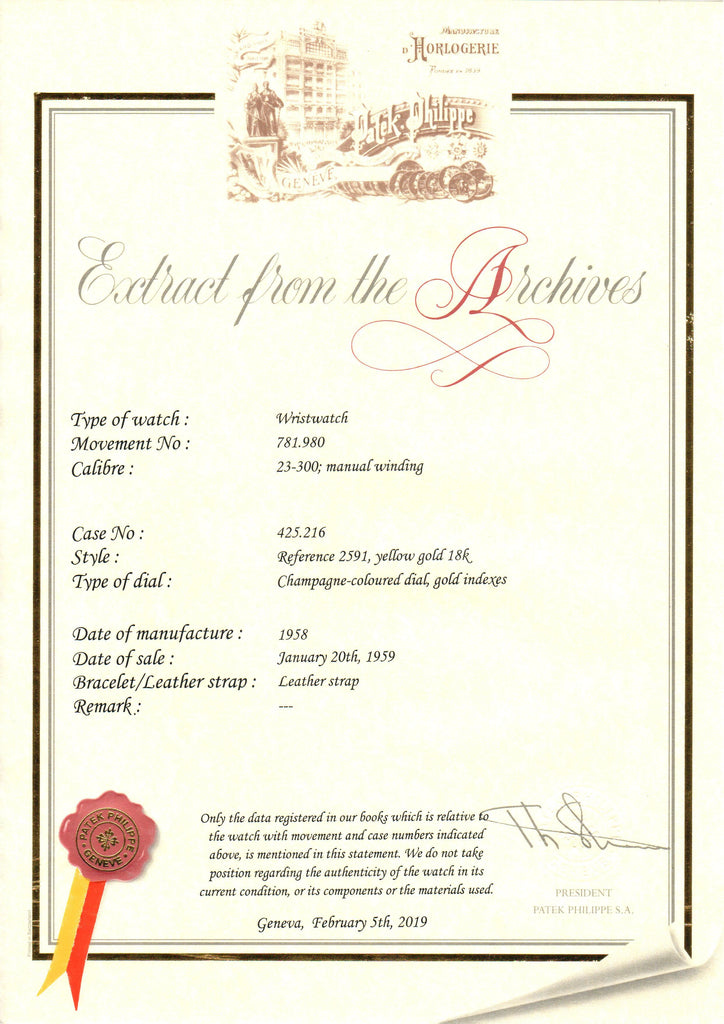 MANUFACTURE
D'HORLOGERIE
FONDÉE EN 1839
Patek Philippe
GENÈVE
Extract from the Archives
Type of watch : Wristwatch
Movement No : 781.980
Calibre : 23-300; manual winding
Case No : 425.216
Style : Reference 2591, yellow gold 18k
Type of dial : Champagne-coloured dial, gold indexes
Date of manufacture : 1958
Date of sale : January 20th, 1959
Bracelet/Leather strap : Leather strap
Remark : ---
PATEK PHILIPPE
GENEVE
Only the data registered in our books which is relative to
the watch with movement and case numbers indicated
above, is mentioned in this statement. We do not take
position regarding the authenticity of the watch in its
current condition, or its components or the materials used.
Geneva, February 5th, 2019
PRESIDENT
PATEK PHILIPPE S.A.